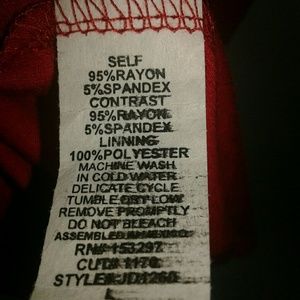 SELF
95%RAYON
5%SPANDEX
CONTRAST
95%RAYON
5%SPANDEX
LINNING
100%POLYESTER
MACHINE WASH
IN COLD WATER
DELICATE CYCLE
TUMBLE DRY LOW
REMOVE PROMPTLY
DO NOT BLEACH
ASSEMBLED IN MEXICO
RN# 153297
CUT# 1170